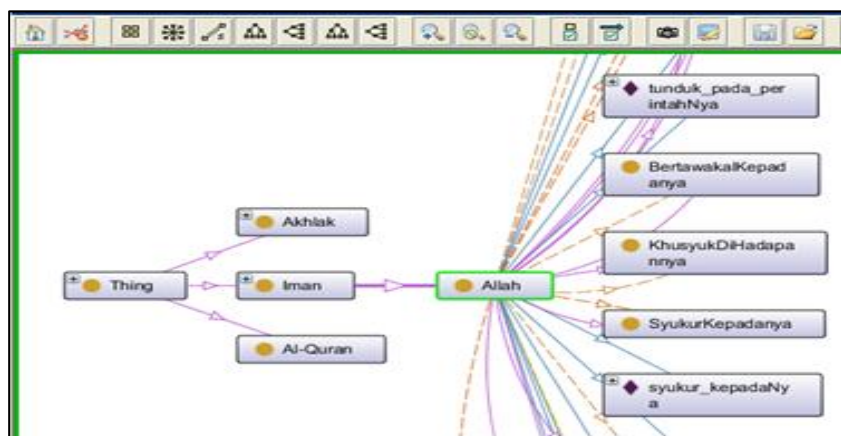 tunduk_pada_per
intahNya
BertawakalKepad
anya
Akhlak
KhusyukDiHadapa
nnya
Thing
Iman
Allah
SyukurKepadanya
Al-Quran
syukur_kepadaNy
a